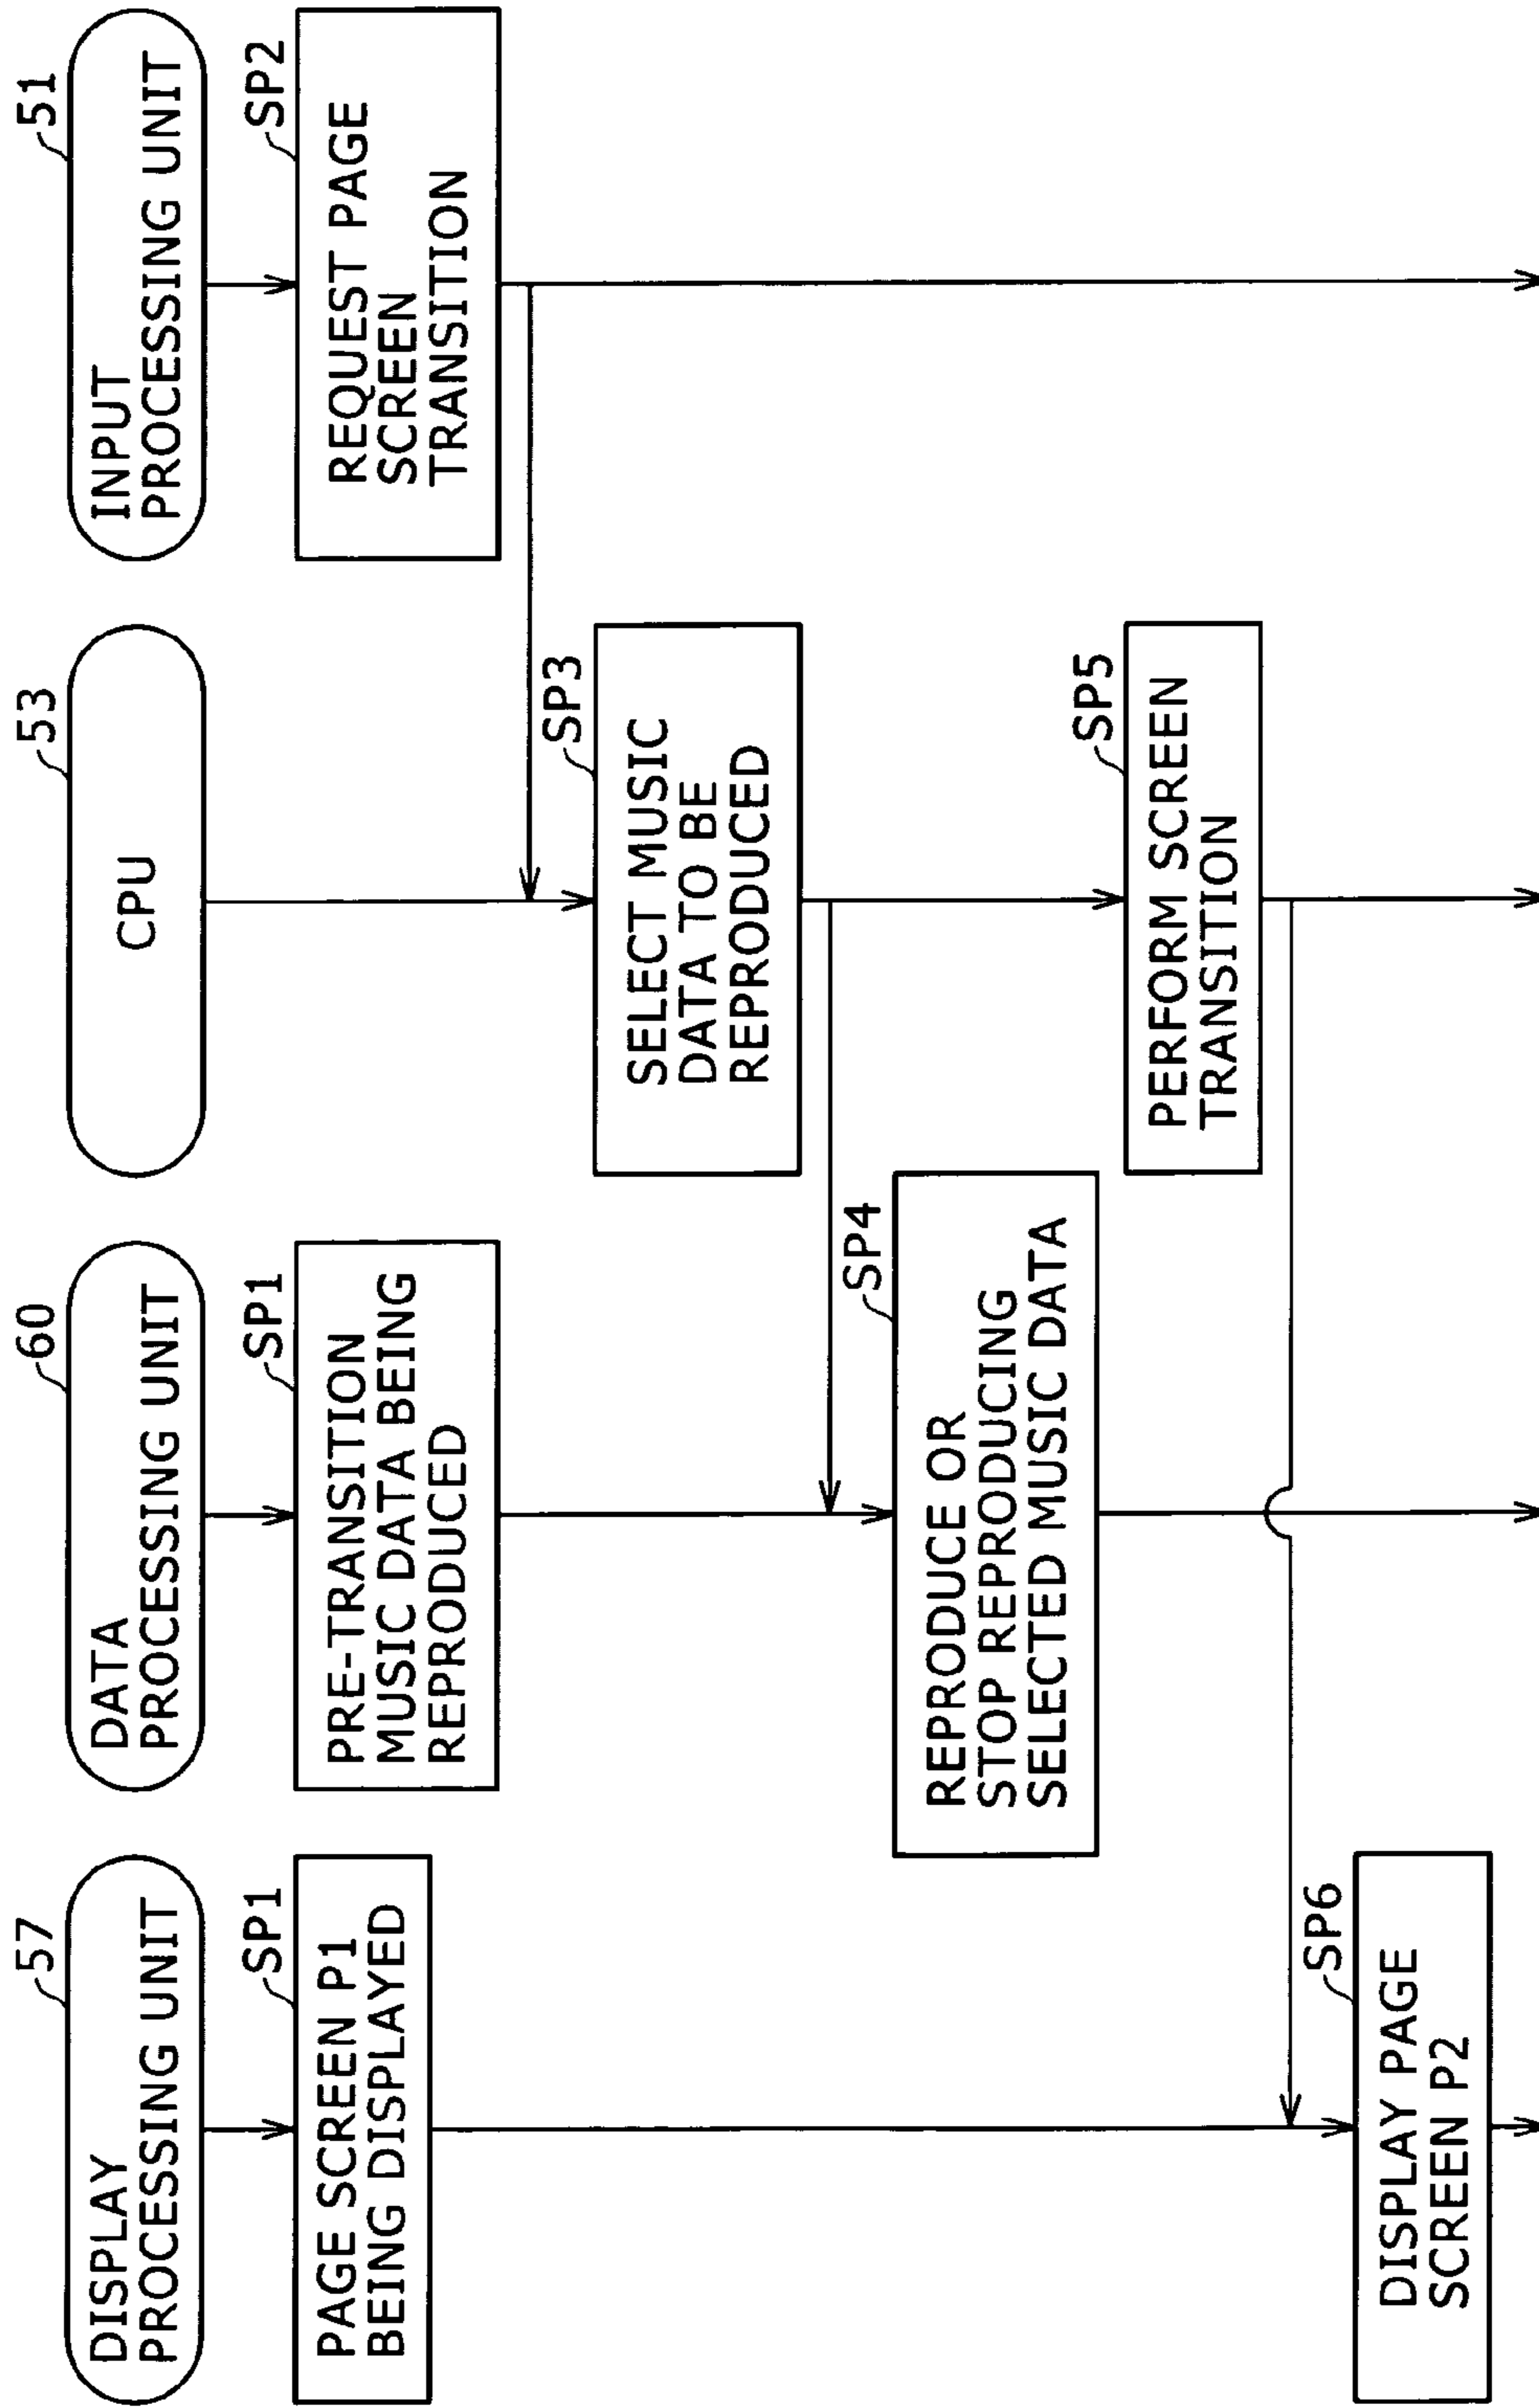 57
DISPLAY
PROCESSING UNIT
60
DATA
PROCESSING UNIT
53
CPU
51
INPUT
PROCESSING UNIT
SP1
PAGE SCREEN P1
BEING DISPLAYED
SP1
PRE-TRANSITION
MUSIC DATA BEING
REPRODUCED
SP2
REQUEST PAGE
SCREEN
TRANSITION
SP3
SELECT MUSIC
DATA TO BE
REPRODUCED
SP4
REPRODUCE OR
STOP REPRODUCING
SELECTED MUSIC DATA
SP5
PERFORM SCREEN
TRANSITION
SP6
DISPLAY PAGE
SCREEN P2